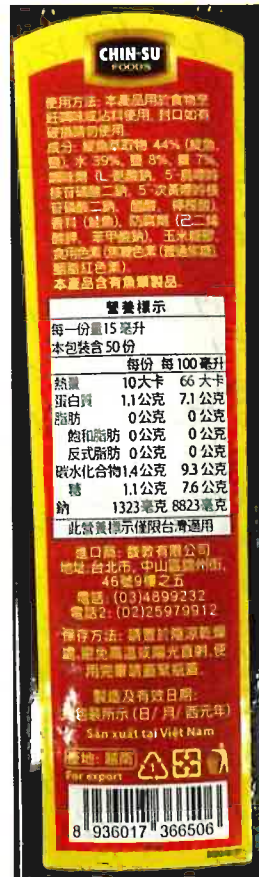 CHIN-SU
FOODS
使用方法: 本產品用於食物烹
飪調味或沾料使用, 封口如有
破損請勿使用.
成分: 鯷魚萃取物 44% (鯷魚,
鹽), 水 39%, 鹽 8%, 糖 7%,
調味劑 (L-麩酸鈉, 5'-鳥嘌呤
核苷磷酸二鈉, 5'-次黃嘌呤核
苷磷酸二鈉, 醋酸, 檸檬酸),
香料 (鯷魚), 防腐劑 (己二烯
酸鉀, 苯甲酸鈉), 玉米糖膠,
食用色素 (焦糖色素 (普通焦糖),
胭脂紅色素).
本產品含有魚類製品.
營養標示
每一份量15毫升
本包裝含50份
每份 每100毫升
熱量 10大卡 66 大卡
蛋白質 1.1公克 7.1 公克
脂肪 0公克 0公克
飽和脂肪 0公克 0公克
反式脂肪 0公克 0公克
碳水化合物1.4公克 9.3 公克
糖 1.1公克 7.6 公克
鈉 1323毫克 8823毫克
此營養標示僅限台灣適用
進口商: 有限公司
地址: 台北市, 中山區錦州街,
46號9樓之五
電話: (03)4899232
電話2: (02)25979912
保存方法: 請置於陰涼乾燥
處, 避免高溫或陽光直射, 使
用完畢請蓋緊瓶蓋.
製造及有效日期:
見包裝所示 (日/ 月/ 西元年)
Sản xuất tại Việt Nam
產地: 越南
For export
8 936017 366506